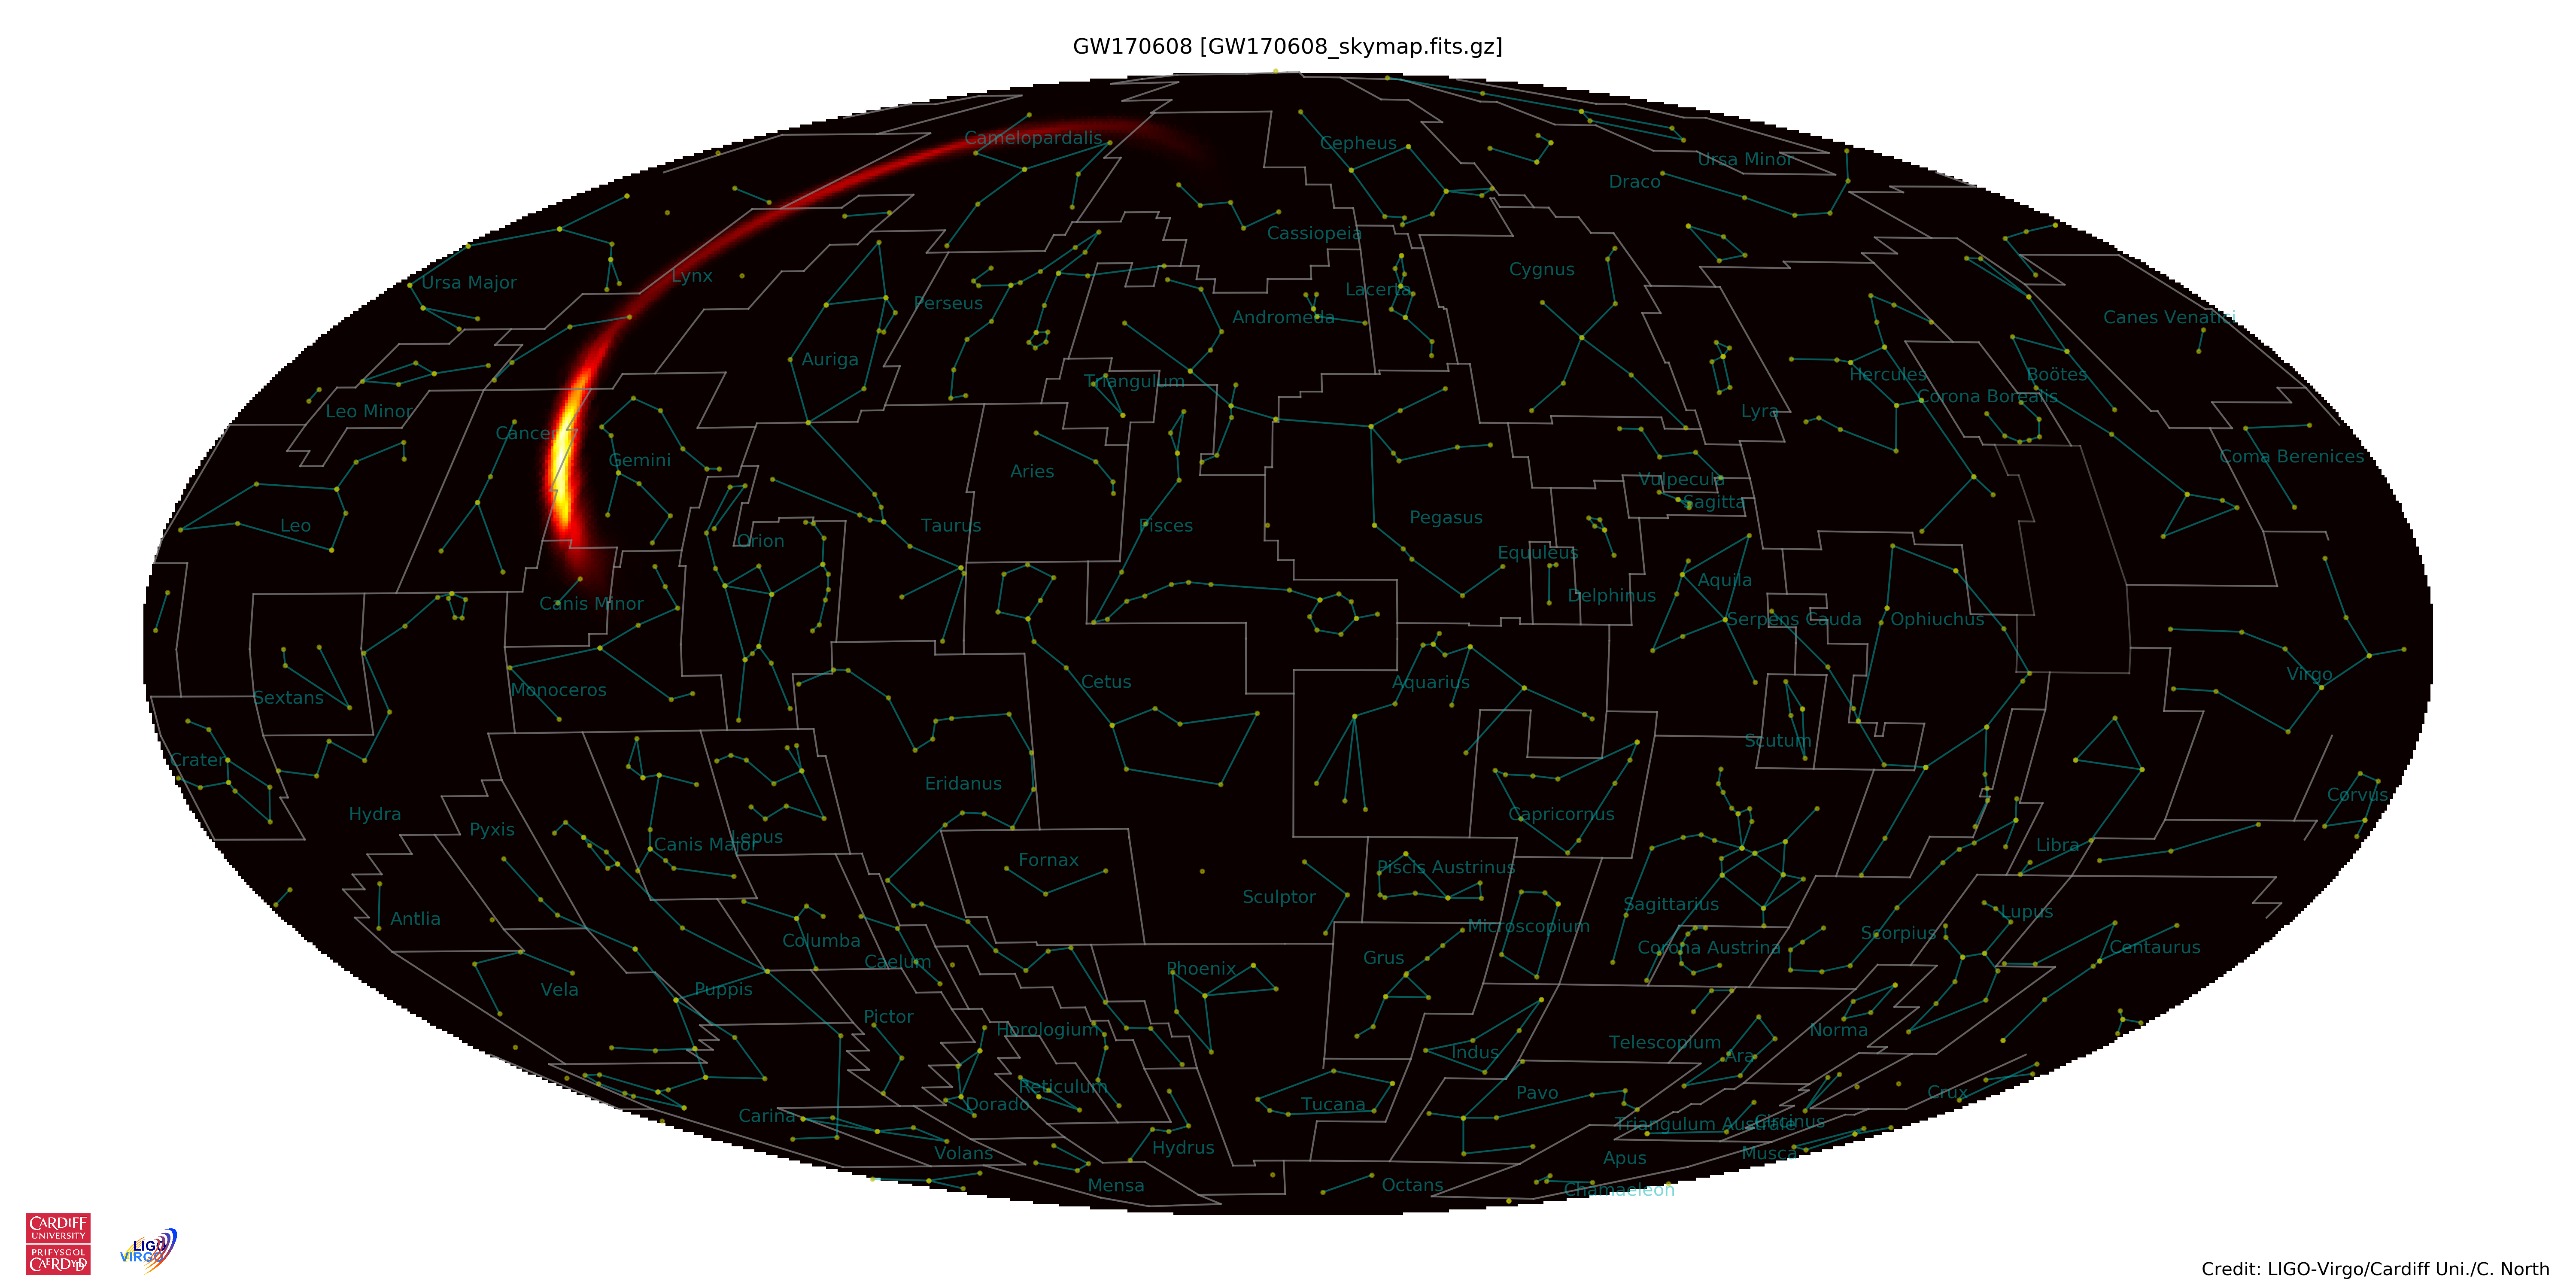 GW170608 [GW170608_skymap.fits.gz]
Camelopardalis
Cepheus
Ursa Minor
Draco
Cassiopeia
Ursa Major
Lynx
Cygnus
Perseus
Lacerta
Andromeda
Canes Venatici
Auriga
Triangulum
Hercules
Boötes
Corona Borealis
Leo Minor
Lyra
Cancer
Gemini
Aries
Coma Berenices
Vulpecula
Sagitta
Leo
Orion
Taurus
Pisces
Pegasus
Equuleus
Aquila
Delphinus
Canis Minor
Serpens Cauda
Ophiuchus
Sextans
Monoceros
Cetus
Aquarius
Virgo
Crater
Scutum
Eridanus
Corvus
Hydra
Pyxis
Capricornus
Canis Major
Lepus
Libra
Fornax
Piscis Austrinus
Sculptor
Sagittarius
Antlia
Lupus
Microscopium
Columba
Scorpius
Corona Austrina
Centaurus
Caelum
Grus
Phoenix
Vela
Puppis
Pictor
Horologium
Norma
Telescopium
Indus
Ara
Reticulum
Pavo
Crux
Dorado
Tucana
Carina
Triangulum Australe
Circinus
Hydrus
Volans
Apus
Musca
Mensa
Octans
Chamaeleon
CARDIFF
UNIVERSITY
PRIFYSGOL
CAERDYDD
LIGO
VIRGO
Credit: LIGO-Virgo/Cardiff Uni./C. North